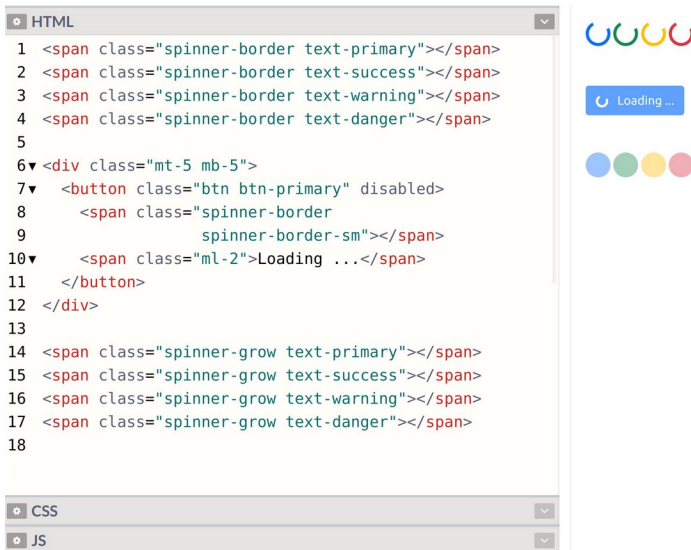 HTML
1 <span class="spinner-border text-primary"></span>
2 <span class="spinner-border text-success"></span>
3 <span class="spinner-border text-warning"></span>
4 <span class="spinner-border text-danger"></span>
5
6▾ <div class="mt-5 mb-5">
7▾   <button class="btn btn-primary" disabled>
8     <span class="spinner-border
9                  spinner-border-sm"></span>
10▾     <span class="ml-2">Loading ...</span>
11   </button>
12 </div>
13
14 <span class="spinner-grow text-primary"></span>
15 <span class="spinner-grow text-success"></span>
16 <span class="spinner-grow text-warning"></span>
17 <span class="spinner-grow text-danger"></span>
18
CSS
JS
Loading ...